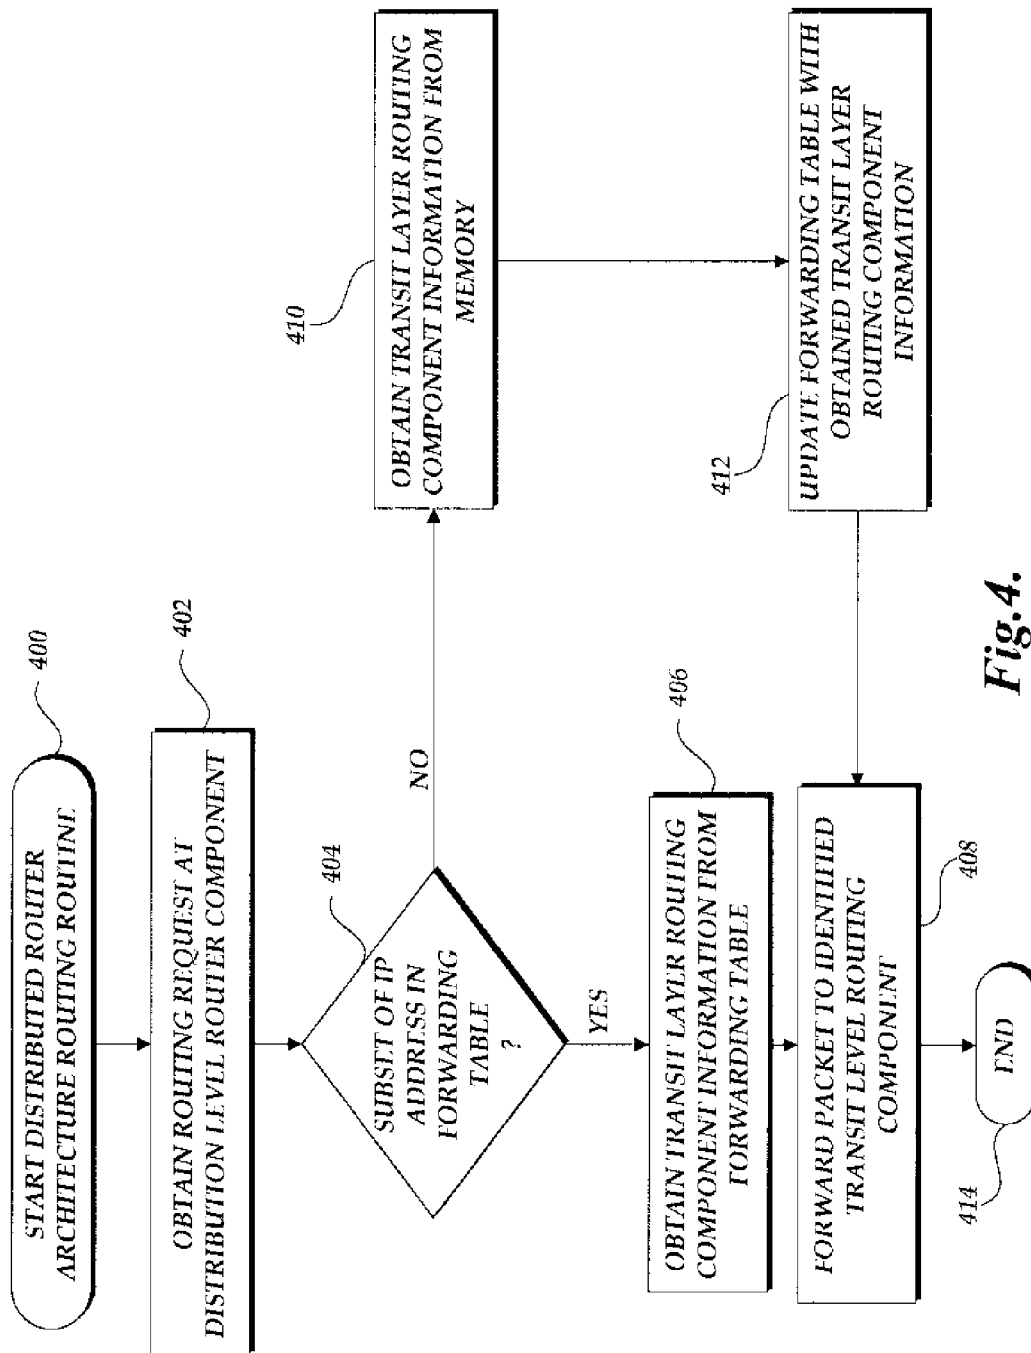 START DISTRIBUTED ROUTER
ARCHITECTURE ROUTING ROUTINE
400
OBTAIN ROUTING REQUEST AT
DISTRIBUTION LEVEL ROUTER COMPONENT
402
SUBSET OF IP
ADDRESS IN
FORWARDING
TABLE
?
404
NO
YES
OBTAIN TRANSIT LAYER ROUTING
COMPONENT INFORMATION FROM
FORWARDING TABLE
406
OBTAIN TRANSIT LAYER ROUTING
COMPONENT INFORMATION FROM
MEMORY
410
UPDATE FORWARDING TABLE WITH
OBTAINED TRANSIT LAYER
ROUTING COMPONENT
INFORMATION
412
FORWARD PACKET TO IDENTIFIED
TRANSIT LEVEL ROUTING
COMPONENT
408
END
414
Fig.4.